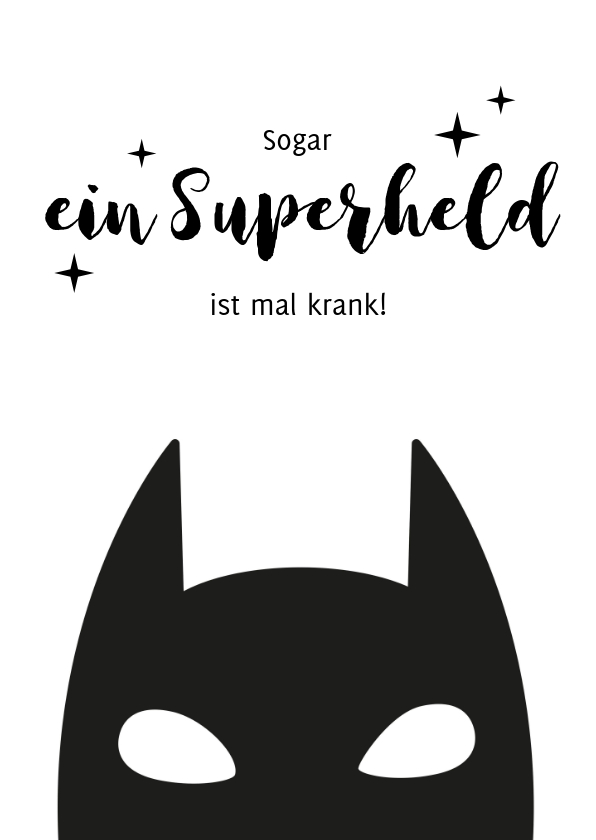 Sogar
ein Superheld
ist mal krank!